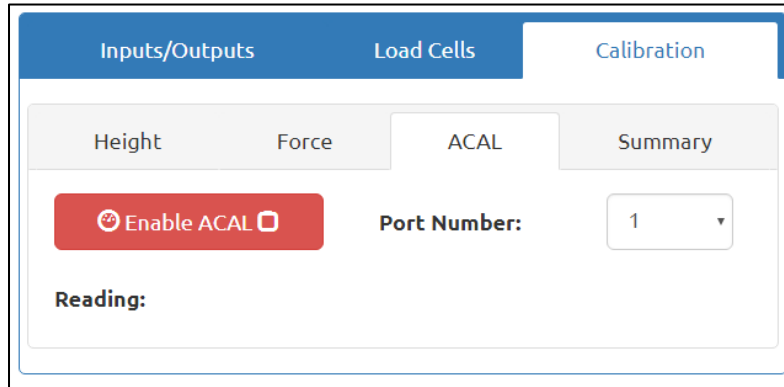 Inputs/Outputs Load Cells Calibration
Height Force ACAL Summary
Enable ACAL Port Number: 1
Reading: